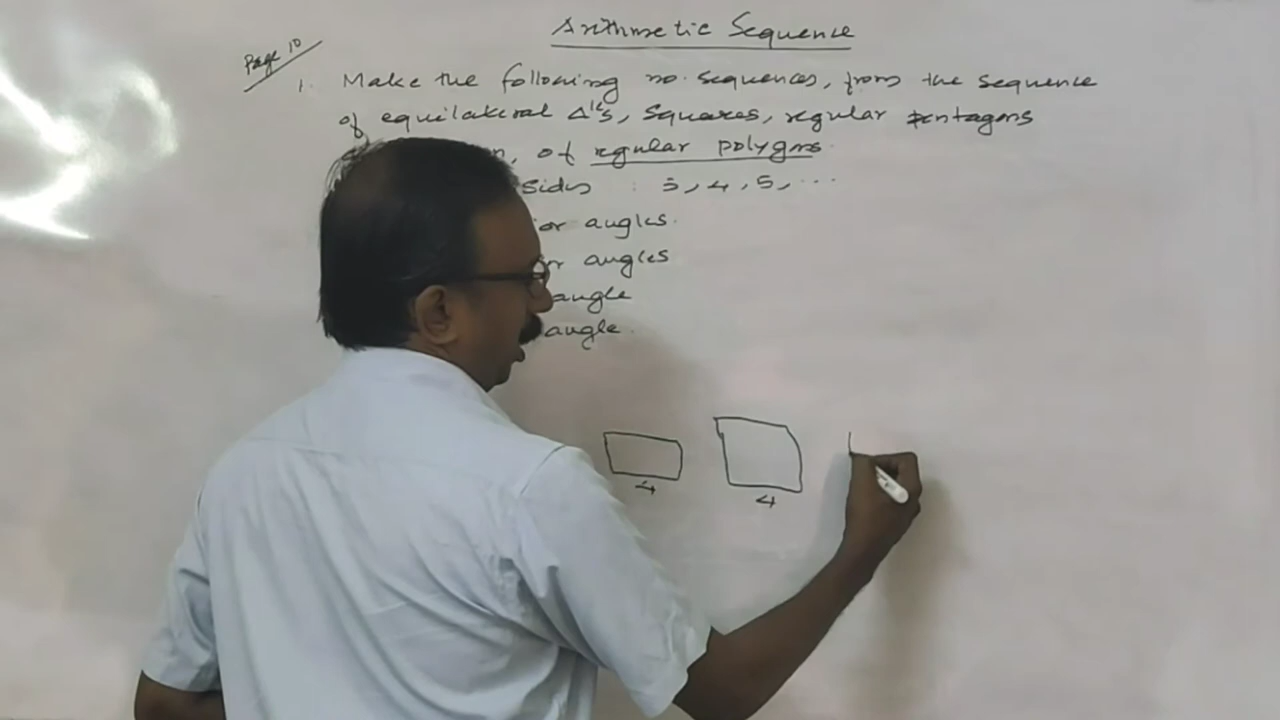 Arithmetic Sequence
Page 10
1. Make the following no. sequences, from the sequence
of equilateral Δles, squares, regular pentagons
of regular polygons.
sides : 3, 4, 5, ...
or angles.
angles
angle
angle.
4
4